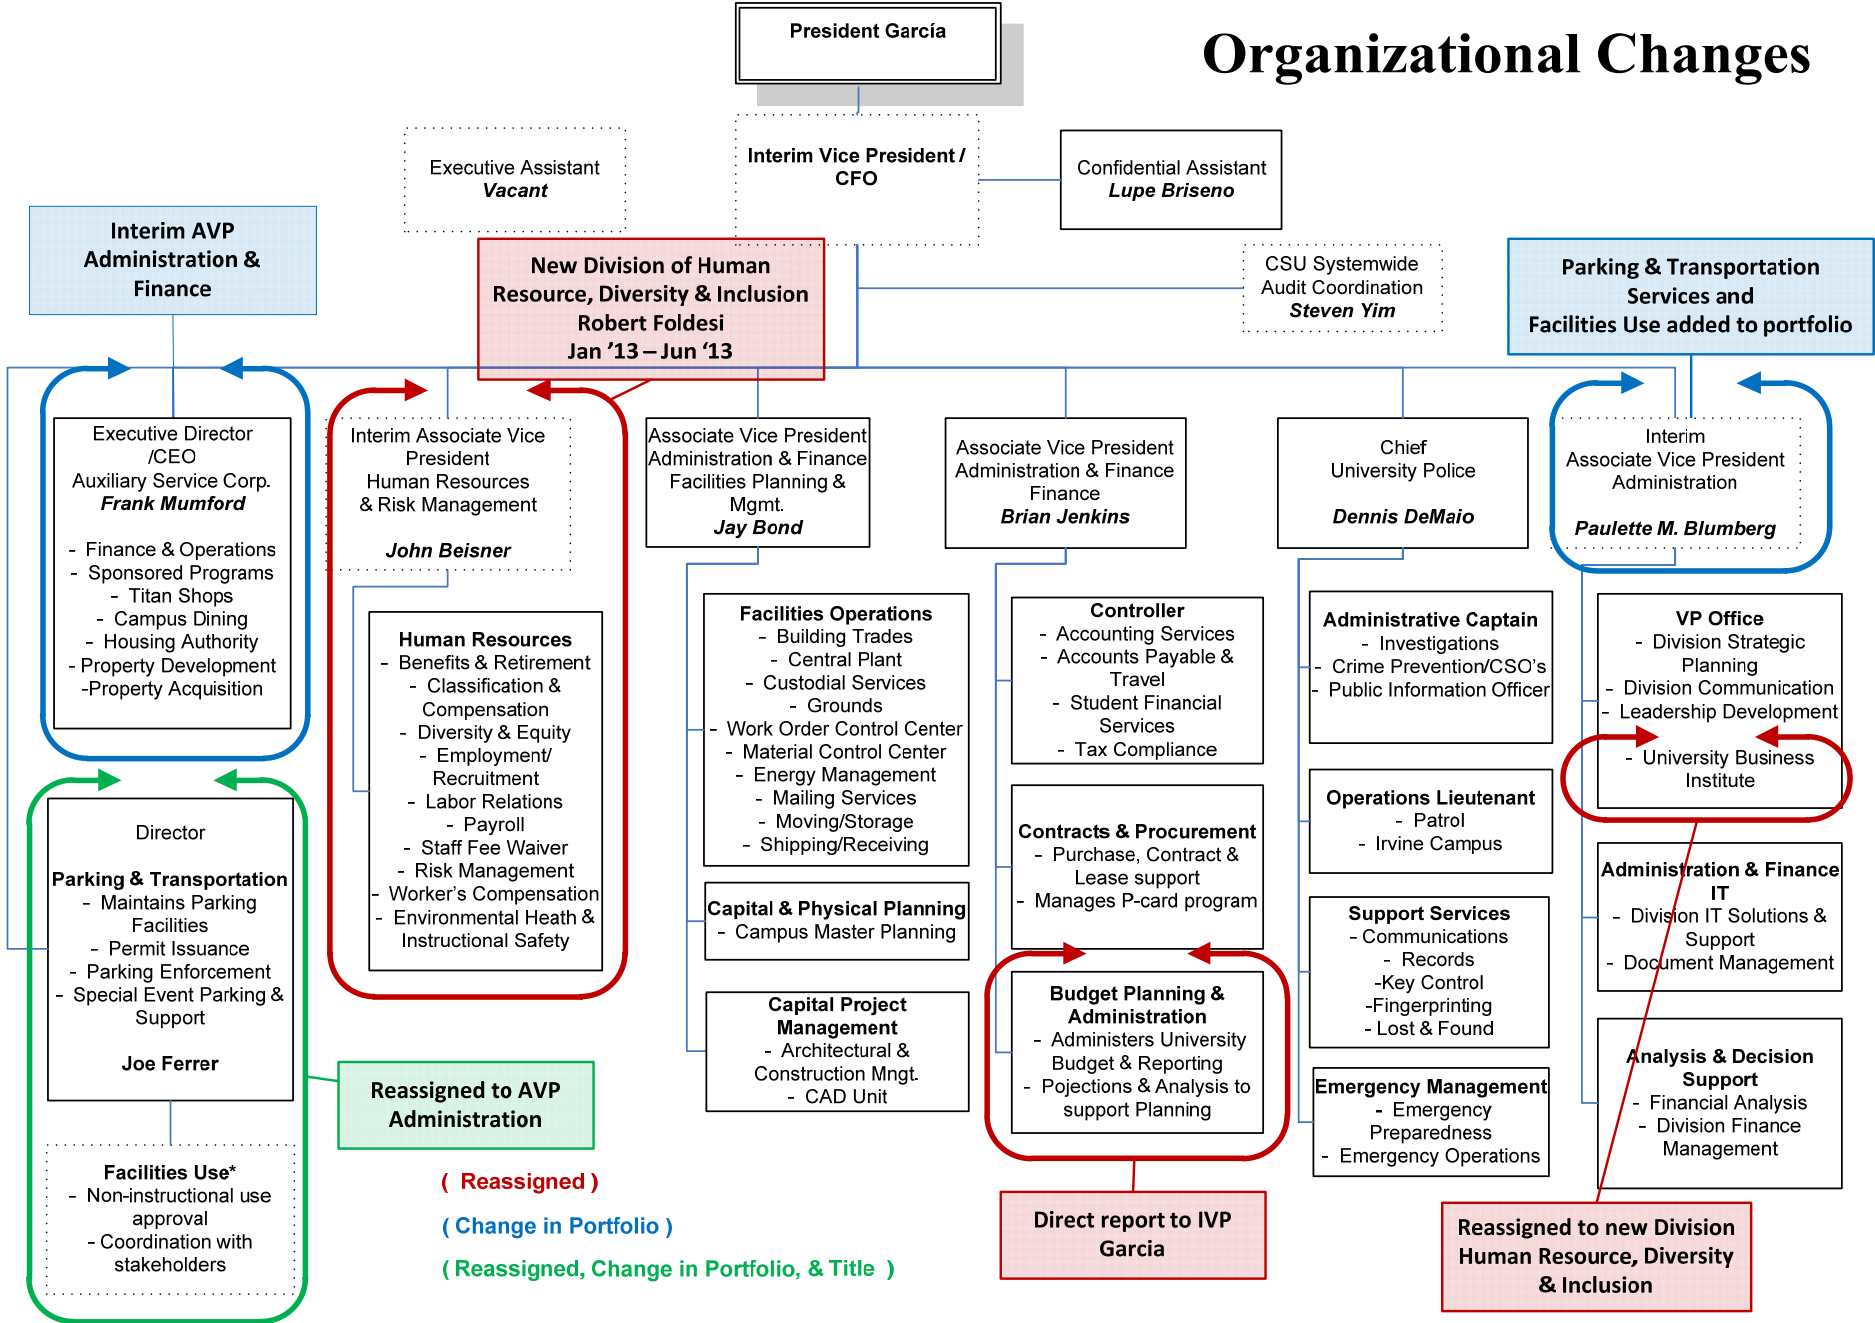 President García
Organizational Changes
Executive Assistant
Vacant
Interim Vice President /
CFO
Confidential Assistant
Lupe Briseno
Interim AVP
Administration &
Finance
New Division of Human
Resource, Diversity & Inclusion
Robert Foldesi
Jan ’13 – Jun ‘13
CSU Systemwide
Audit Coordination
Steven Yim
Parking & Transportation
Services and
Facilities Use added to portfolio
Executive Director
/CEO
Auxiliary Service Corp.
Frank Mumford
- Finance & Operations
- Sponsored Programs
- Titan Shops
- Campus Dining
- Housing Authority
- Property Development
-Property Acquisition
Interim Associate Vice
President
Human Resources
& Risk Management
John Beisner
Human Resources
- Benefits & Retirement
- Classification &
Compensation
- Diversity & Equity
- Employment/
Recruitment
- Labor Relations
- Payroll
- Staff Fee Waiver
- Risk Management
- Worker’s Compensation
- Environmental Heath &
Instructional Safety
Associate Vice President
Administration & Finance
Facilities Planning &
Mgmt.
Jay Bond
Facilities Operations
- Building Trades
- Central Plant
- Custodial Services
- Grounds
- Work Order Control Center
- Material Control Center
- Energy Management
- Mailing Services
- Moving/Storage
- Shipping/Receiving
Capital & Physical Planning
- Campus Master Planning
Capital Project
Management
- Architectural &
Construction Mngt.
- CAD Unit
Associate Vice President
Administration & Finance
Finance
Brian Jenkins
Controller
- Accounting Services
- Accounts Payable &
Travel
- Student Financial
Services
- Tax Compliance
Contracts & Procurement
- Purchase, Contract &
Lease support
- Manages P-card program
Budget Planning &
Administration
- Administers University
Budget & Reporting
- Pojections & Analysis to
support Planning
Direct report to IVP
Garcia
Chief
University Police
Dennis DeMaio
Administrative Captain
- Investigations
- Crime Prevention/CSO’s
- Public Information Officer
Operations Lieutenant
- Patrol
- Irvine Campus
Support Services
- Communications
- Records
-Key Control
-Fingerprinting
- Lost & Found
Emergency Management
- Emergency
Preparedness
- Emergency Operations
Interim
Associate Vice President
Administration
Paulette M. Blumberg
VP Office
- Division Strategic
Planning
- Division Communication
- Leadership Development
- University Business
Institute
Administration & Finance
IT
- Division IT Solutions &
Support
- Document Management
Analysis & Decision
Support
- Financial Analysis
- Division Finance
Management
Reassigned to new Division
Human Resource, Diversity
& Inclusion
Director
Parking & Transportation
- Maintains Parking
Facilities
- Permit Issuance
- Parking Enforcement
- Special Event Parking &
Support
Joe Ferrer
Facilities Use*
- Non-instructional use
approval
- Coordination with
stakeholders
Reassigned to AVP
Administration
( Reassigned )
( Change in Portfolio )
( Reassigned, Change in Portfolio, & Title )